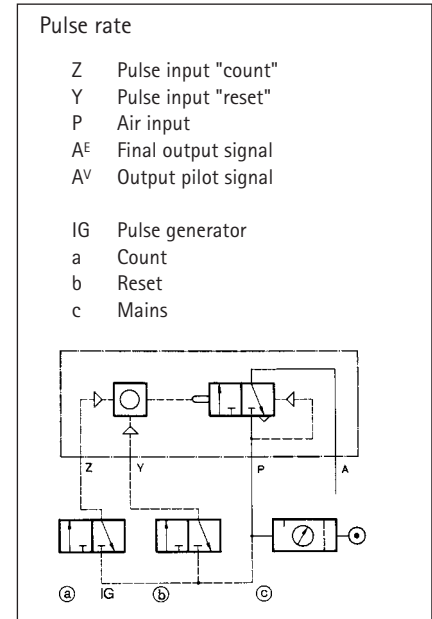 Pulse rate
Z Pulse input "count"
Y Pulse input "reset"
P Air input
Aᴱ Final output signal
Aⱽ Output pilot signal
IG Pulse generator
a Count
b Reset
c Mains
Z Y P A
a IG b c